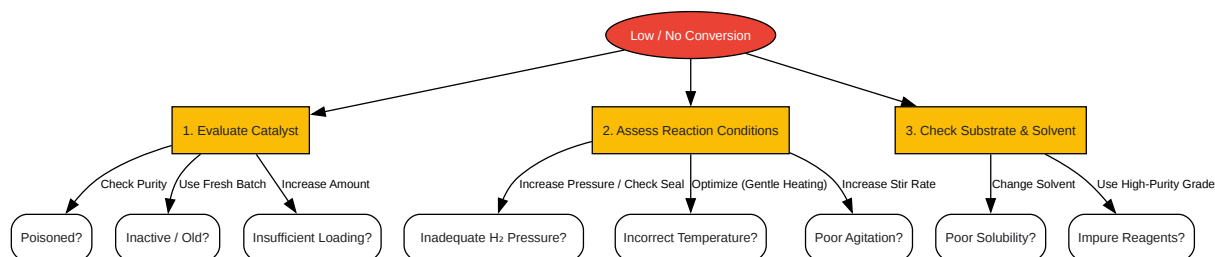 Low / No Conversion
1. Evaluate Catalyst
2. Assess Reaction Conditions
3. Check Substrate & Solvent
Check Purity
Use Fresh Batch
Increase Amount
Increase Pressure / Check Seal
Optimize (Gentle Heating)
Increase Stir Rate
Change Solvent
Use High-Purity Grade
Poisoned?
Inactive / Old?
Insufficient Loading?
Inadequate H₂ Pressure?
Incorrect Temperature?
Poor Agitation?
Poor Solubility?
Impure Reagents?